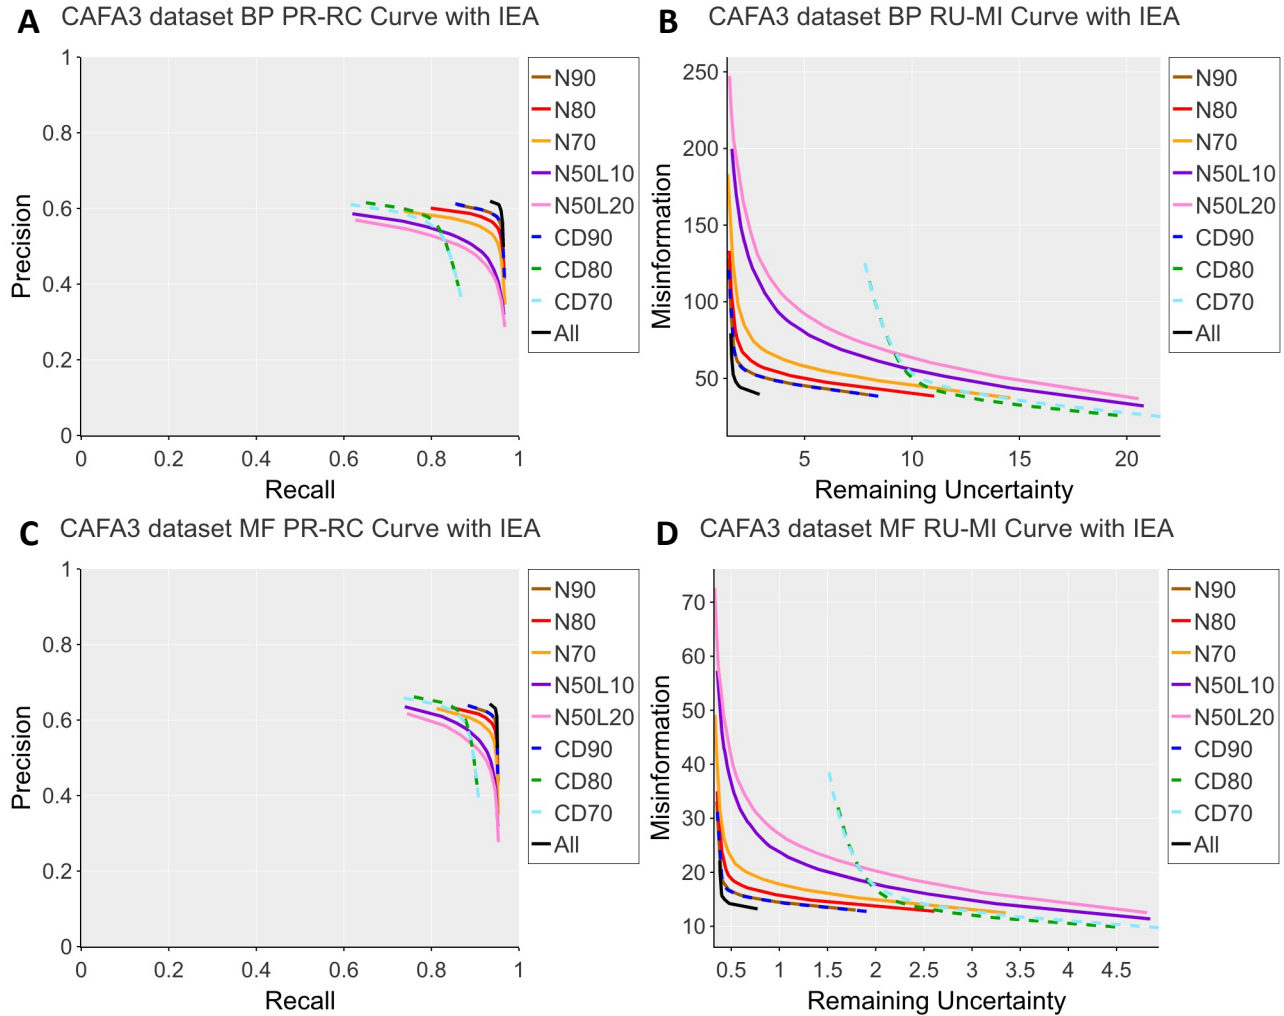 A CAFA3 dataset BP PR-RC Curve with IEA
1
0.8
0.6
0.4
0.2
0
Precision
0 0.2 0.4 0.6 0.8 1
Recall
N90
N80
N70
N50L10
N50L20
CD90
CD80
CD70
All
B CAFA3 dataset BP RU-MI Curve with IEA
250
200
150
100
50
Misinformation
5 10 15 20
Remaining Uncertainty
N90
N80
N70
N50L10
N50L20
CD90
CD80
CD70
All
C CAFA3 dataset MF PR-RC Curve with IEA
1
0.8
0.6
0.4
0.2
0
Precision
0 0.2 0.4 0.6 0.8 1
Recall
N90
N80
N70
N50L10
N50L20
CD90
CD80
CD70
All
D CAFA3 dataset MF RU-MI Curve with IEA
70
60
50
40
30
20
10
Misinformation
0.5 1 1.5 2 2.5 3 3.5 4 4.5
Remaining Uncertainty
N90
N80
N70
N50L10
N50L20
CD90
CD80
CD70
All